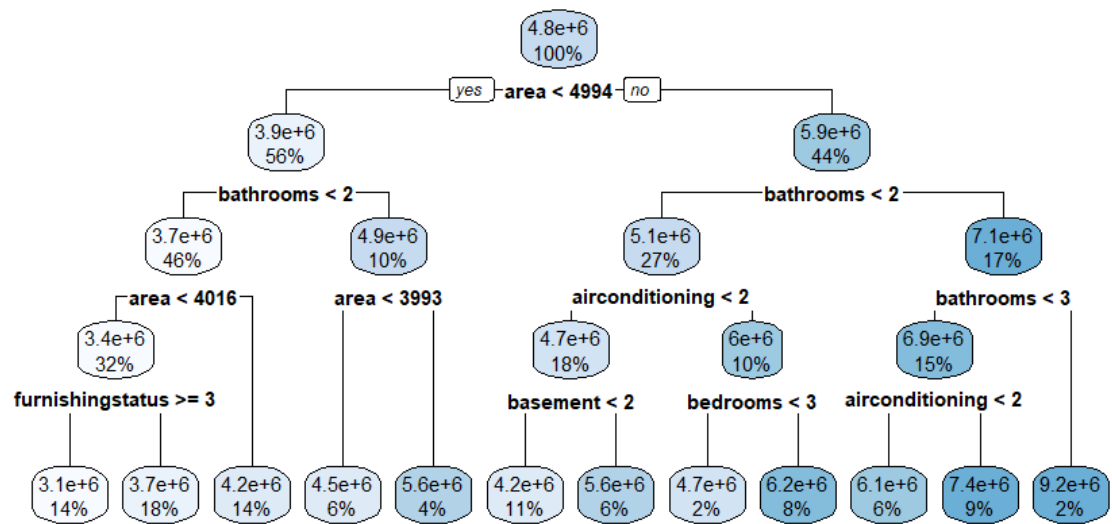 4.8e+6
100%
yes area < 4994 no
3.9e+6 5.9e+6
56% 44%
bathrooms < 2 bathrooms < 2
3.7e+6 4.9e+6 5.1e+6 7.1e+6
46% 10% 27% 17%
area < 4016 area < 3993 airconditioning < 2 bathrooms < 3
3.4e+6 4.7e+6 6e+6 6.9e+6
32% 18% 10% 15%
furnishingstatus >= 3 basement < 2 bedrooms < 3 airconditioning < 2
3.1e+6 3.7e+6 4.2e+6 4.5e+6 5.6e+6 4.2e+6 5.6e+6 4.7e+6 6.2e+6 6.1e+6 7.4e+6 9.2e+6
14% 18% 14% 6% 4% 11% 6% 2% 8% 6% 9% 2%